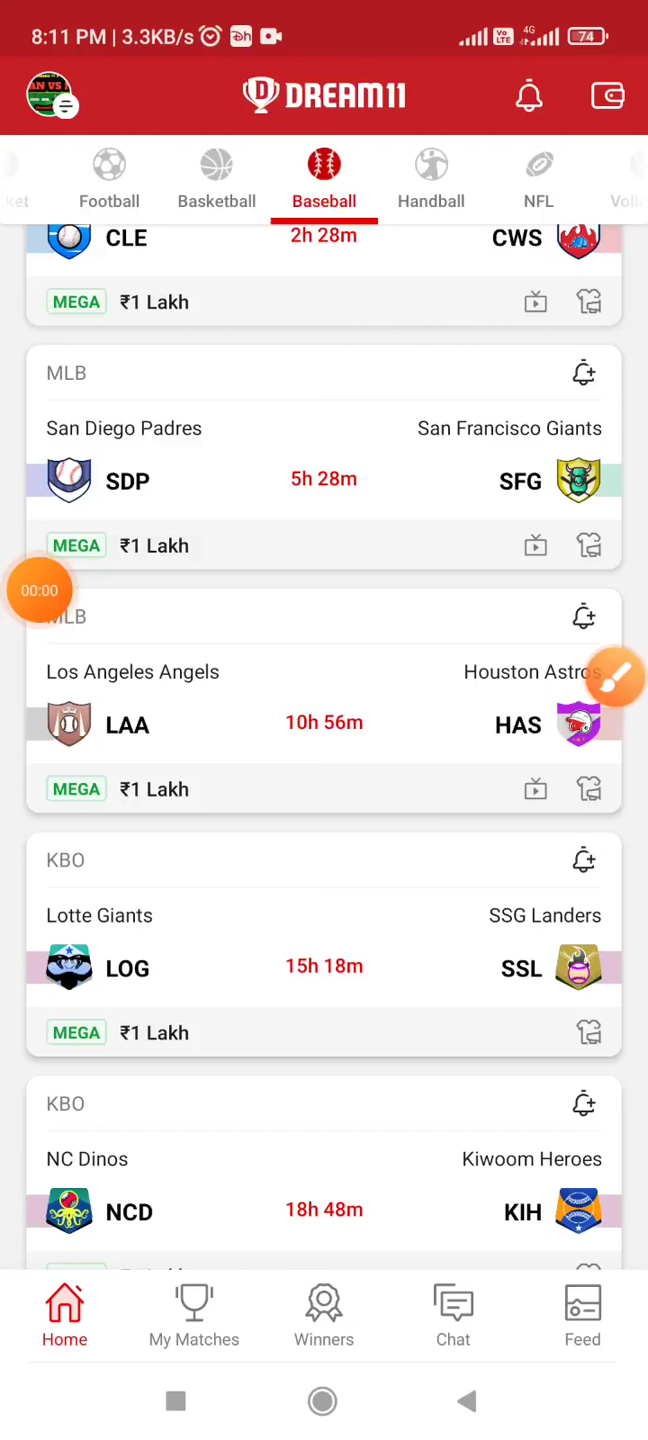 8:11 PM | 3.3KB/s
Vo LTE 4G 74
DREAM11
ket Football Basketball Baseball Handball NFL Voll
CLE 2h 28m CWS
MEGA ₹1 Lakh
MLB
San Diego Padres San Francisco Giants
SDP 5h 28m SFG
MEGA ₹1 Lakh
00:00
MLB
Los Angeles Angels Houston Astros
LAA 10h 56m HAS
MEGA ₹1 Lakh
KBO
Lotte Giants SSG Landers
LOG 15h 18m SSL
MEGA ₹1 Lakh
KBO
NC Dinos Kiwoom Heroes
NCD 18h 48m KIH
Home My Matches Winners Chat Feed